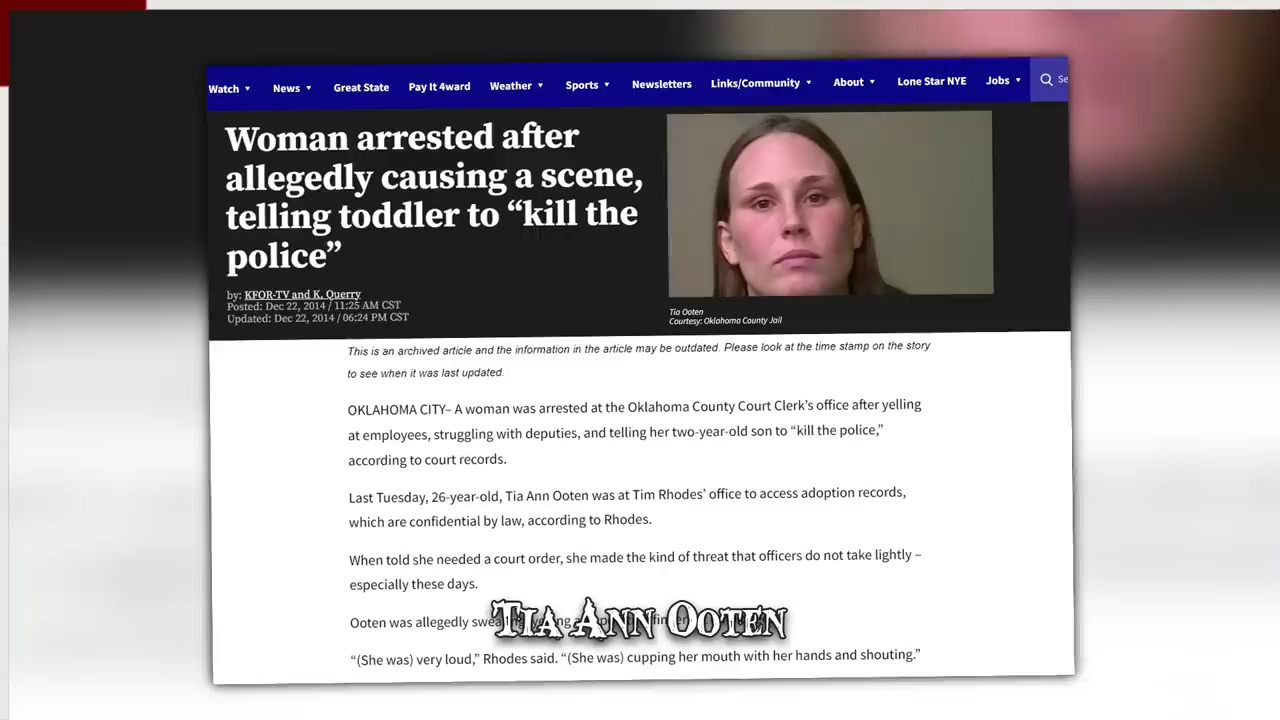 Watch News Great State Pay It 4ward Weather Sports Newsletters Links/Community About Lone Star NYE Jobs Se
Woman arrested after
allegedly causing a scene,
telling toddler to “kill the
police”
by: KFOR-TV and K. Querry
Posted: Dec 22, 2014 / 11:25 AM CST
Updated: Dec 22, 2014 / 06:24 PM CST
Tia Ooten
Courtesy: Oklahoma County Jail
This is an archived article and the information in the article may be outdated. Please look at the time stamp on the story
to see when it was last updated.
OKLAHOMA CITY– A woman was arrested at the Oklahoma County Court Clerk’s office after yelling
at employees, struggling with deputies, and telling her two-year-old son to “kill the police,”
according to court records.
Last Tuesday, 26-year-old, Tia Ann Ooten was at Tim Rhodes’ office to access adoption records,
which are confidential by law, according to Rhodes.
When told she needed a court order, she made the kind of threat that officers do not take lightly –
especially these days.
Ooten was allegedly
Tia Ann Ooten
“(She was) very loud,” Rhodes said. “(She was) cupping her mouth with her hands and shouting.”